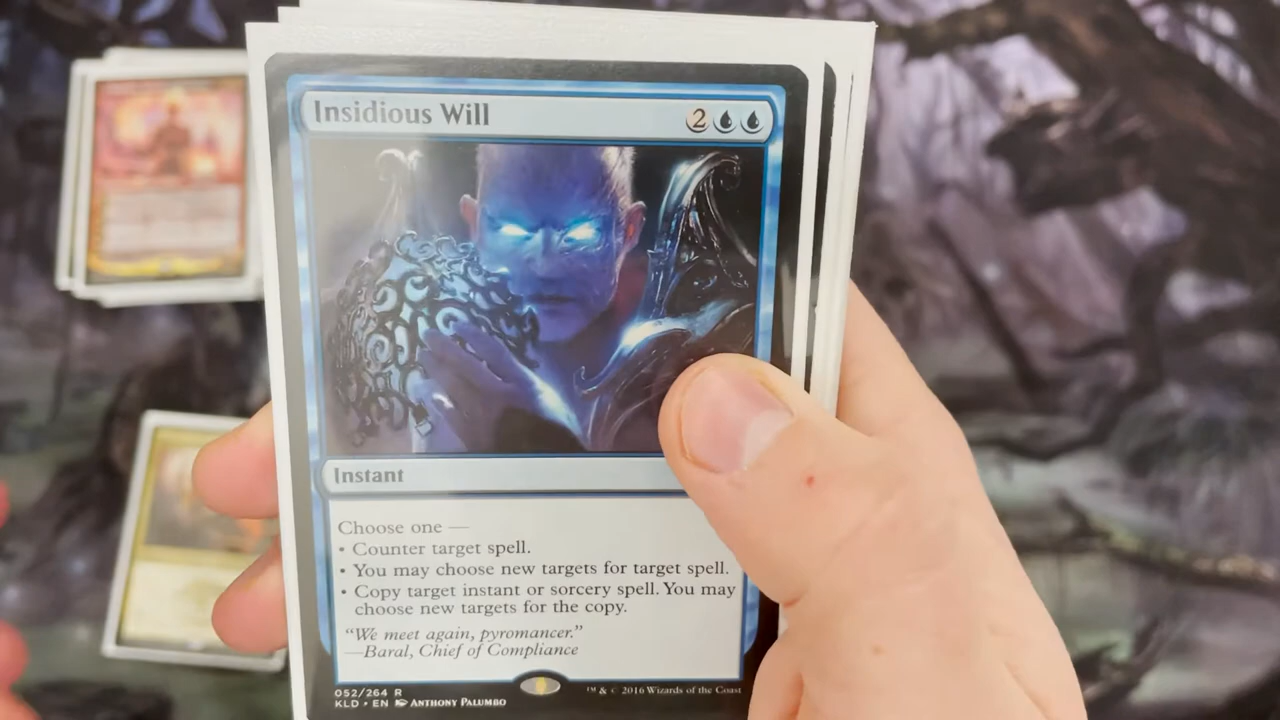 Insidious Will 2
Instant
Choose one —
• Counter target spell.
• You may choose new targets for target spell.
• Copy target instant or sorcery spell. You may
choose new targets for the copy.
“We meet again, pyromancer.”
—Baral, Chief of Compliance
052/264 R
KLD • EN Anthony Palumbo
™ & © 2016 Wizards of the Coast